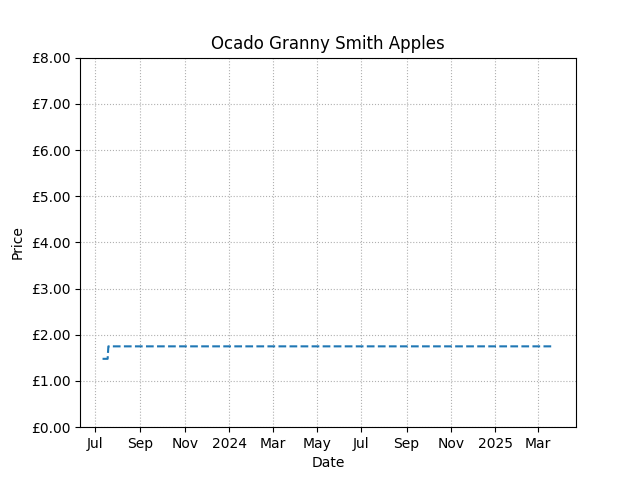 Ocado Granny Smith Apples
£8.00
£7.00
£6.00
£5.00
£4.00
£3.00
£2.00
£1.00
£0.00
Price
Jul Sep Nov 2024 Mar May Jul Sep Nov 2025 Mar
Date